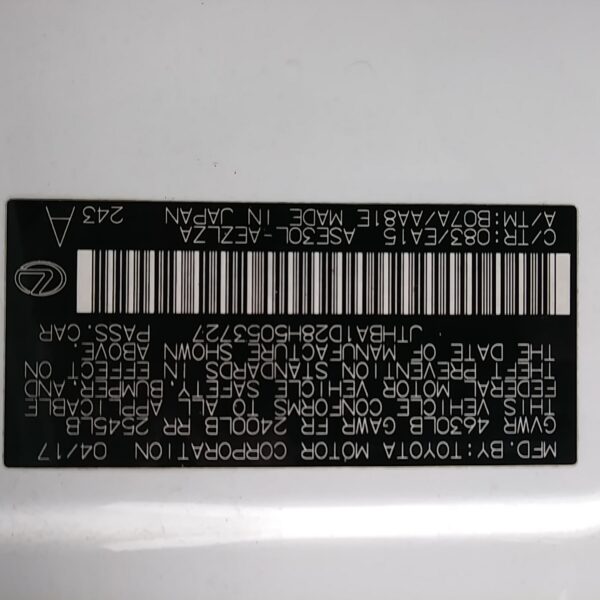 MFD. BY: TOYOTA MOTOR CORPORATION 04/17
GVWR 4630LB GAWR FR 2400LB RR 2545LB
THIS VEHICLE CONFORMS TO ALL APPLICABLE
FEDERAL MOTOR VEHICLE SAFETY, BUMPER, AND
THEFT PREVENTION STANDARDS IN EFFECT ON
THE DATE OF MANUFACTURE SHOWN ABOVE.
JTHBA1D28H5053727 PASS. CAR
ASE30L-AEZLZA
C/TR: 083/EA15 MADE IN JAPAN
A/TM: B07A/AA81E
243 A